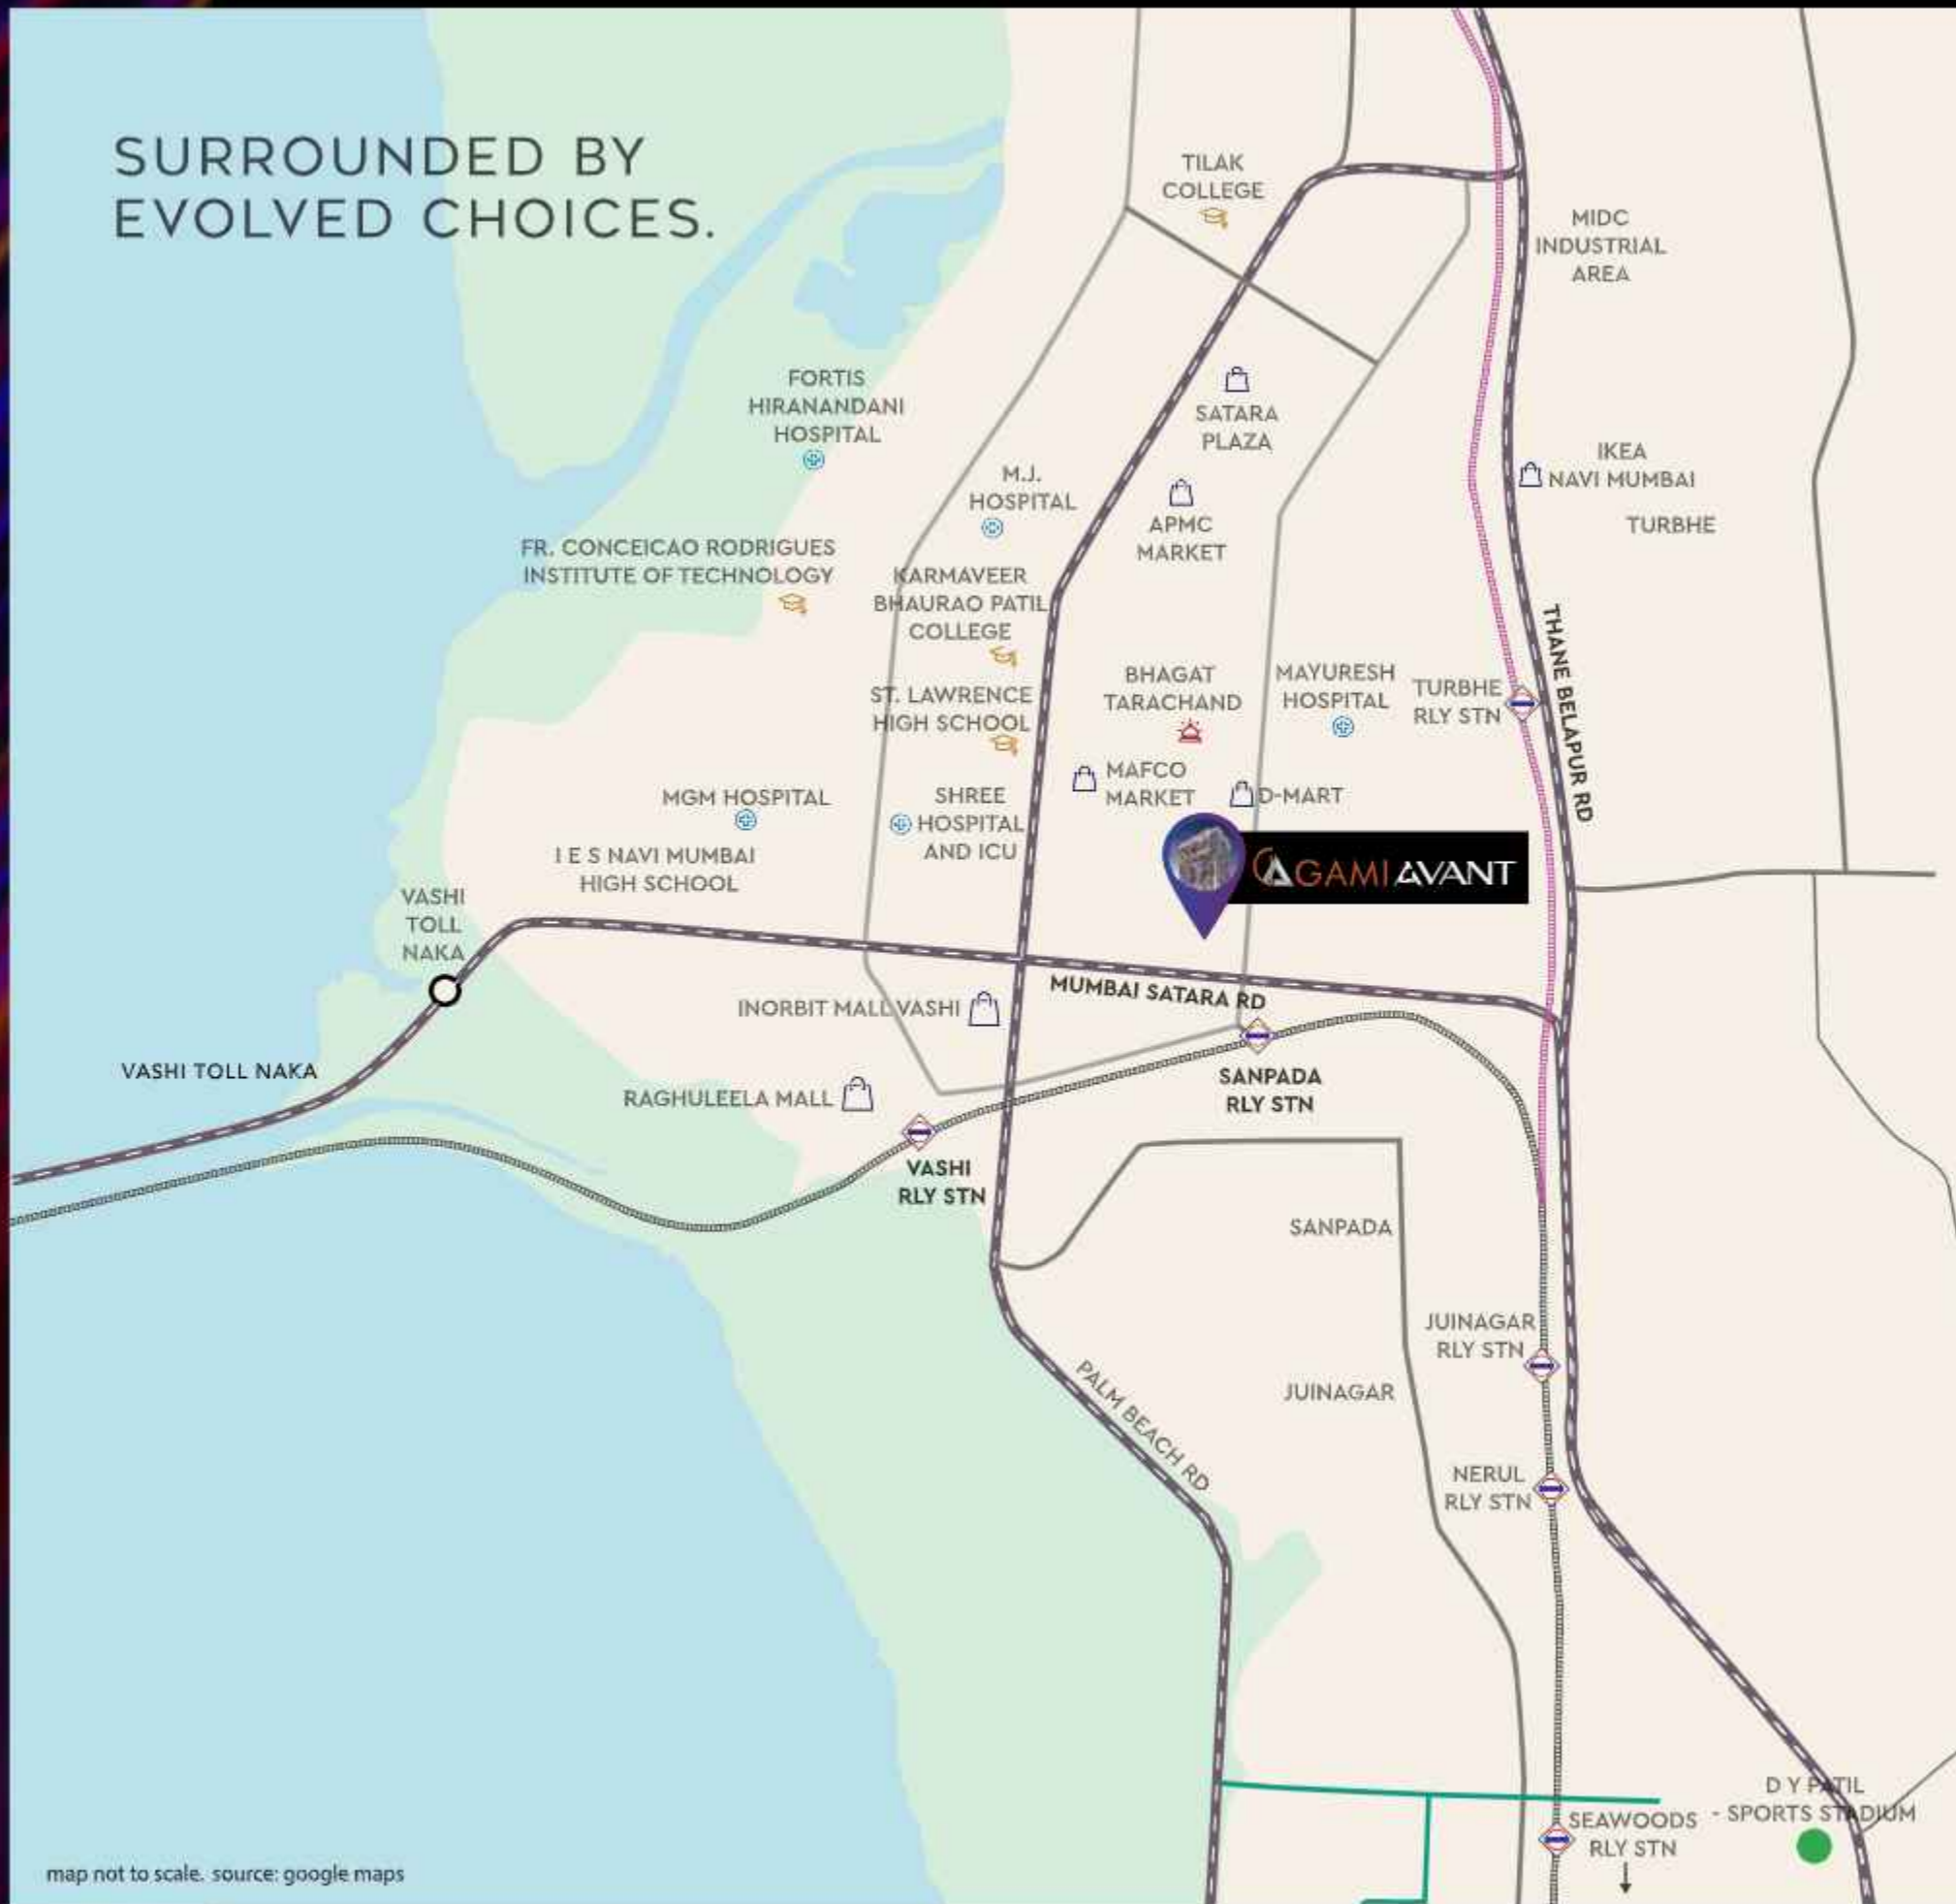 SURROUNDED BY
EVOLVED CHOICES.
TILAK
COLLEGE
MIDC
INDUSTRIAL
AREA
FORTIS
HIRANANDANI
HOSPITAL
SATARA
PLAZA
M.J.
HOSPITAL
IKEA
NAVI MUMBAI
TURBHE
APMC
MARKET
FR. CONCEICAO RODRIGUES
INSTITUTE OF TECHNOLOGY
KARMAVEER
BHAURAO PATIL
COLLEGE
THANE BELAPUR RD
BHAGAT
TARACHAND
MAYURESH
HOSPITAL
TURBHE
RLY STN
ST. LAWRENCE
HIGH SCHOOL
MAFCO
MARKET
D-MART
MGM HOSPITAL
SHREE
HOSPITAL
AND ICU
I E S NAVI MUMBAI
HIGH SCHOOL
GAMI AVANT
VASHI
TOLL
NAKA
MUMBAI SATARA RD
INORBIT MALL VASHI
VASHI TOLL NAKA
RAGHULEELA MALL
SANPADA
RLY STN
VASHI
RLY STN
SANPADA
JUINAGAR
RLY STN
JUINAGAR
PALM BEACH RD
NERUL
RLY STN
D Y PATIL
- SPORTS STADIUM
SEAWOODS
RLY STN
map not to scale. source: google maps